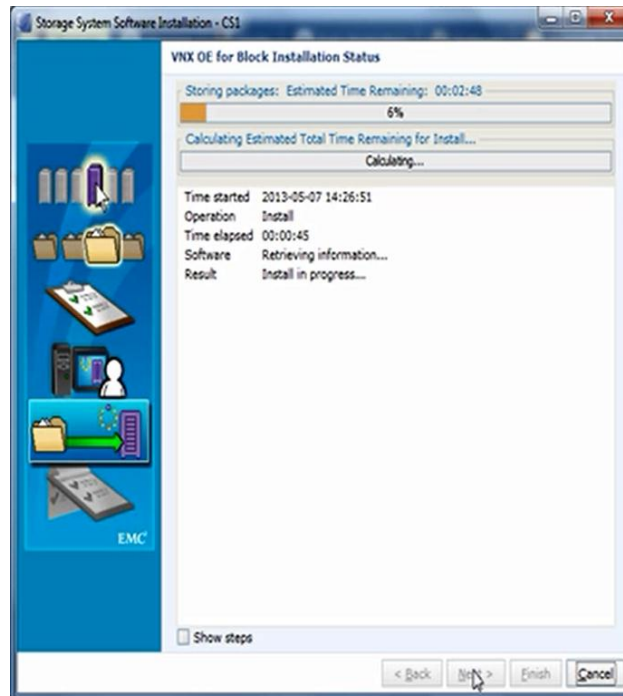 Storage System Software Installation - CS1
VNX OE for Block Installation Status
Storing packages: Estimated Time Remaining: 00:02:48
6%
Calculating Estimated Total Time Remaining for Install...
Calculating...
Time started 2013-05-07 14:26:51
Operation Install
Time elapsed 00:00:45
Software Retrieving information...
Result Install in progress...
EMC²
Show steps
< Back Next > Finish Cancel